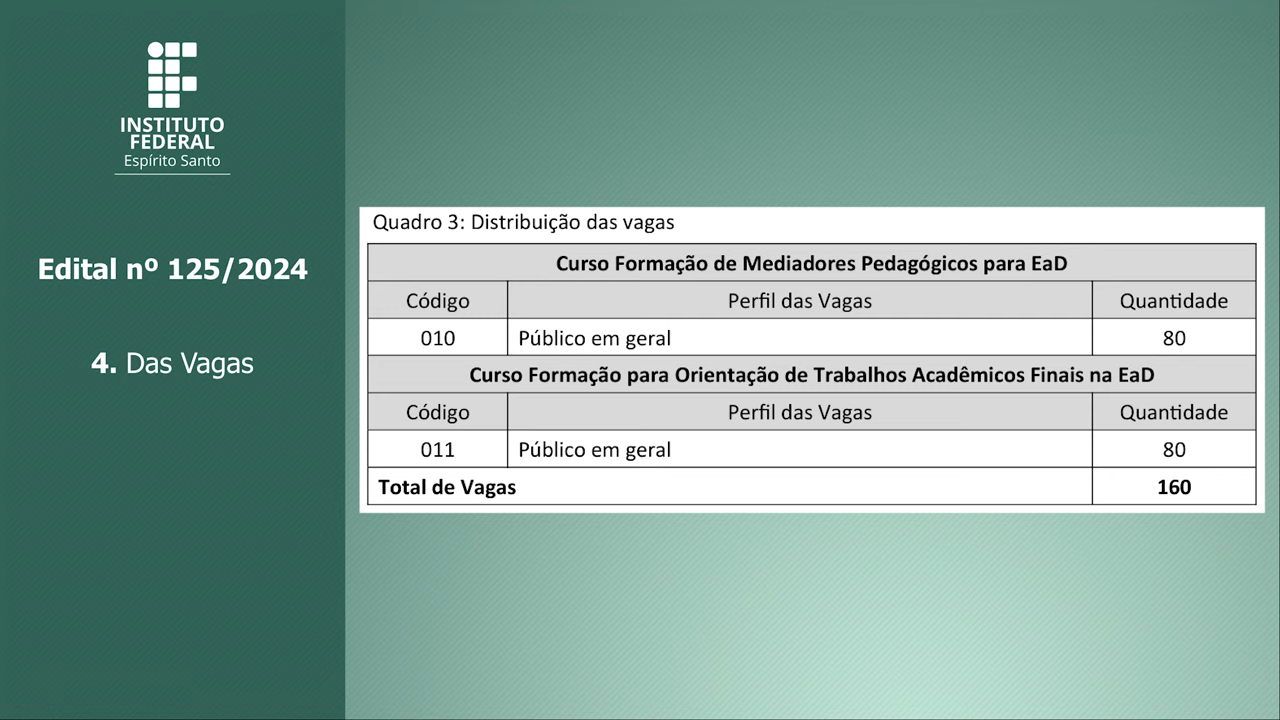 INSTITUTO
FEDERAL
Espírito Santo
Edital nº 125/2024
4. Das Vagas
Quadro 3: Distribuição das vagas
Curso Formação de Mediadores Pedagógicos para EaD
Código Perfil das Vagas Quantidade
010 Público em geral 80
Curso Formação para Orientação de Trabalhos Acadêmicos Finais na EaD
Código Perfil das Vagas Quantidade
011 Público em geral 80
Total de Vagas 160